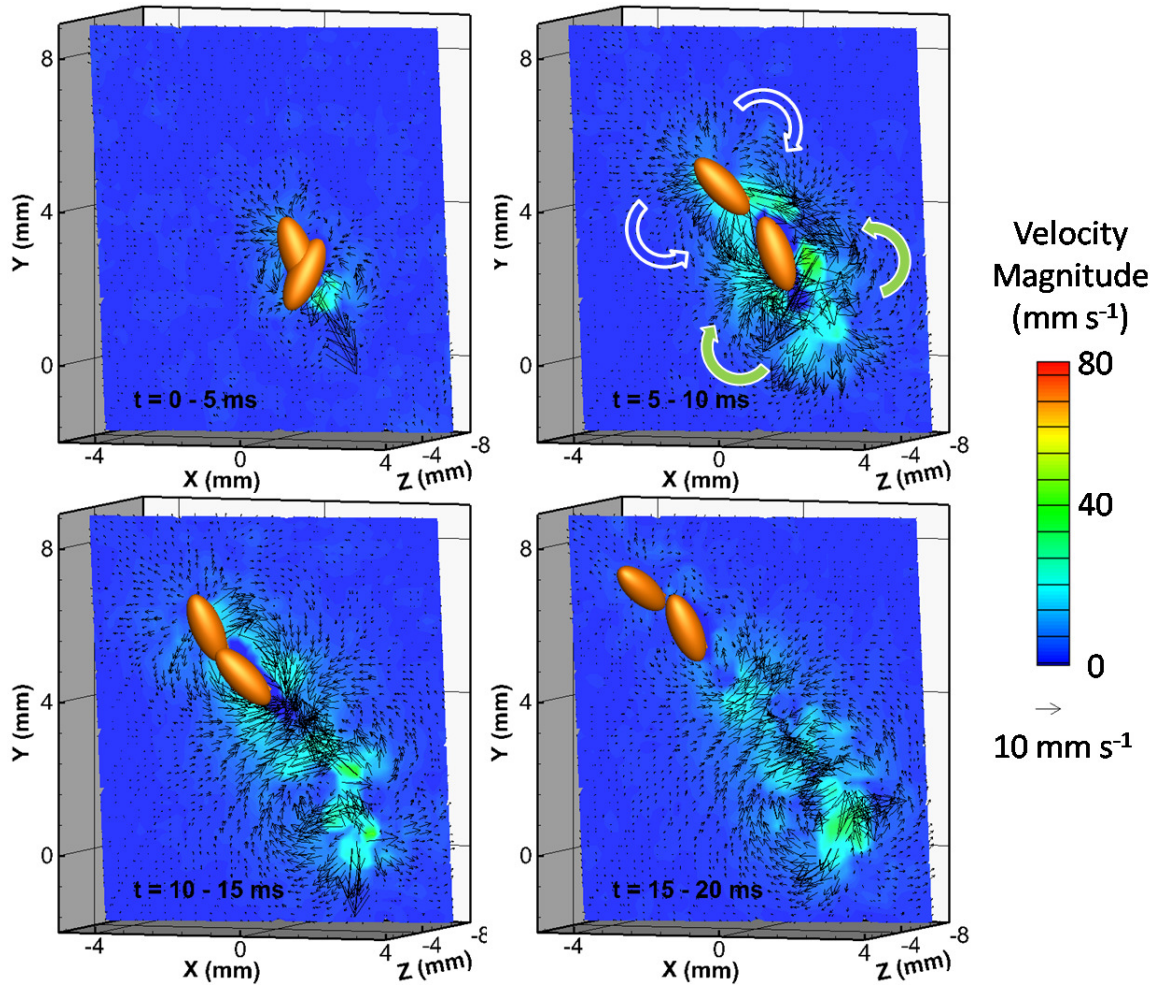 8
4
0
Y (mm)
t = 0 - 5 ms
-4
0
4
X (mm)
-4
-8
Z (mm)
8
4
0
Y (mm)
t = 5 - 10 ms
-4
0
4
X (mm)
-4
-8
Z (mm)
Velocity
Magnitude
(mm s⁻¹)
80
40
0
10 mm s⁻¹
8
4
0
Y (mm)
t = 10 - 15 ms
-4
0
4
X (mm)
-4
-8
Z (mm)
8
4
0
Y (mm)
t = 15 - 20 ms
-4
0
4
X (mm)
-4
-8
Z (mm)